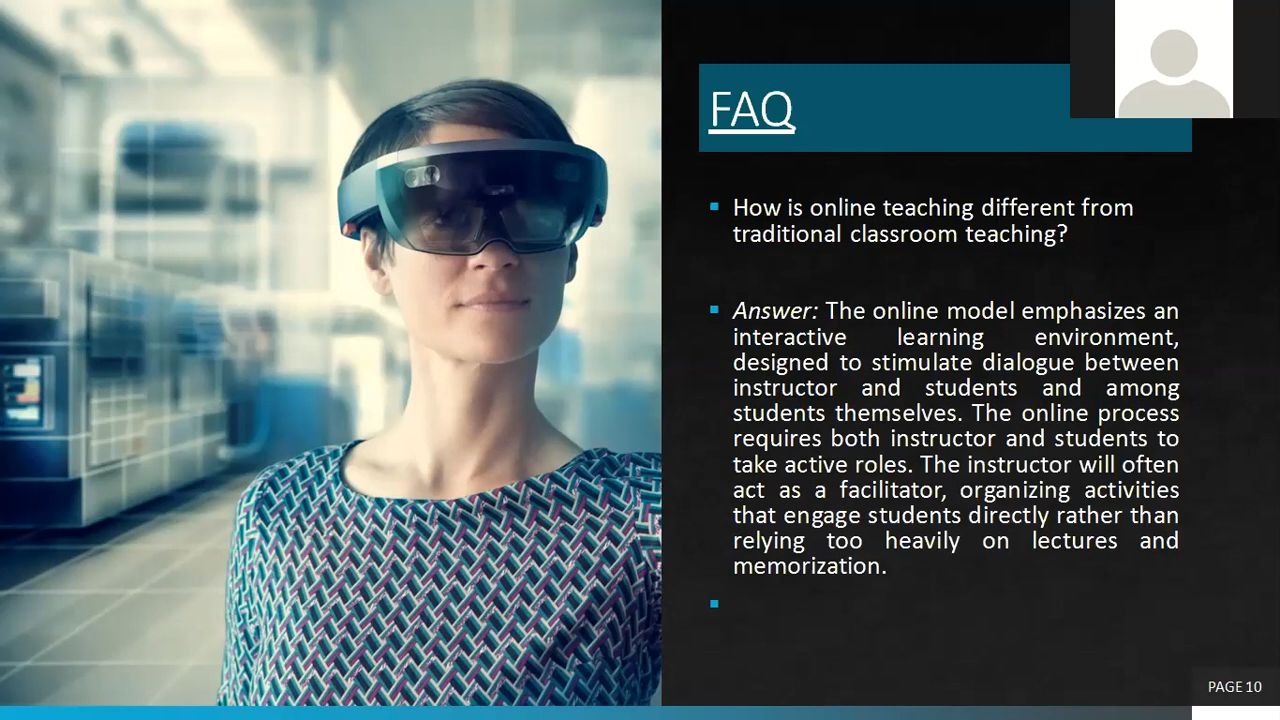 FAQ
How is online teaching different from
traditional classroom teaching?
Answer: The online model emphasizes an
interactive learning environment,
designed to stimulate dialogue between
instructor and students and among
students themselves. The online process
requires both instructor and students to
take active roles. The instructor will often
act as a facilitator, organizing activities
that engage students directly rather than
relying too heavily on lectures and
memorization.
PAGE 10